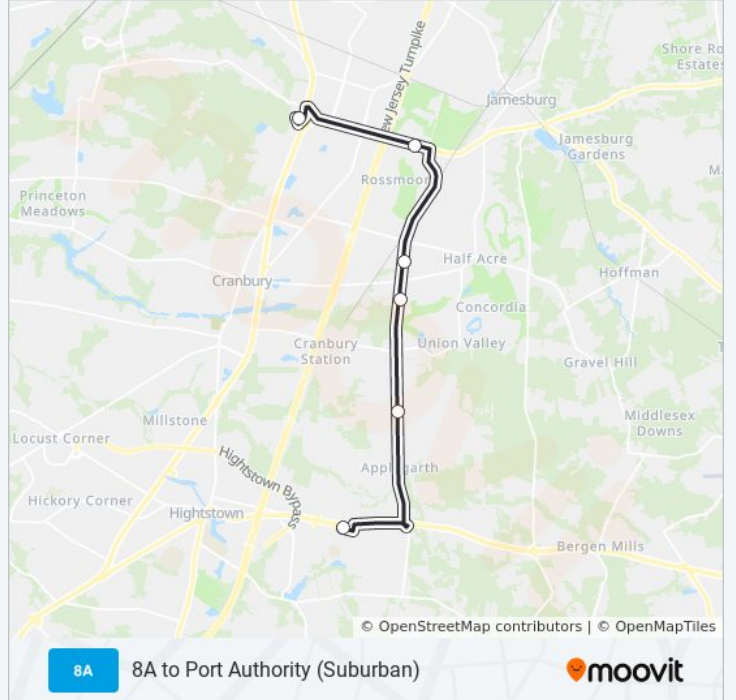 ew Jersey Turnpike
Shore Ro
Estates
Jamesburg
Jamesburg
Gardens
Rossmoor
M
Princeton
Meadows
Half Acre
Hoffman
Cranbury
Concordia
Cranbury
Station
Union Valley
Gravel Hill
T
Millstone
Middlesex
Downs
Locust Corner
Hightstown Bypass
Applegarth
Hickory Corner
Hightstown
Bergen Mills
© OpenStreetMap contributors | © OpenMapTiles
8A
8A to Port Authority (Suburban)
moovit